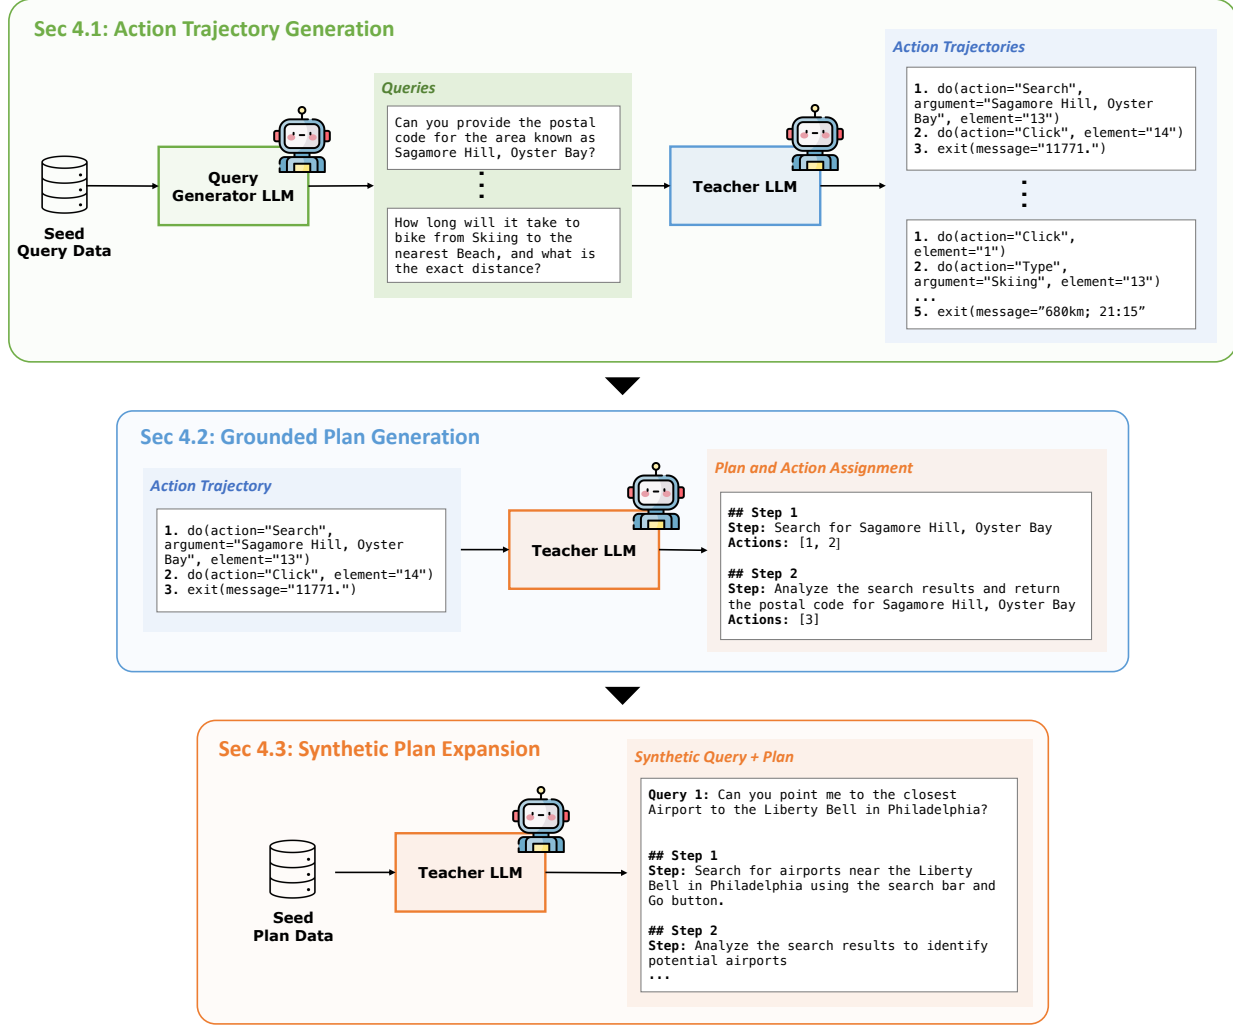 Sec 4.1: Action Trajectory Generation
Seed
Query Data
Query
Generator LLM
Queries
Can you provide the postal
code for the area known as
Sagamore Hill, Oyster Bay?
How long will it take to
bike from Skiing to the
nearest Beach, and what is
the exact distance?
Teacher LLM
Action Trajectories
1. do(action="Search",
argument="Sagamore Hill, Oyster
Bay", element="13")
2. do(action="Click", element="14")
3. exit(message="11771.")
1. do(action="Click",
element="1")
2. do(action="Type",
argument="Skiing", element="13")
...
5. exit(message=”680km; 21:15”
Sec 4.2: Grounded Plan Generation
Action Trajectory
1. do(action="Search",
argument="Sagamore Hill, Oyster
Bay", element="13")
2. do(action="Click", element="14")
3. exit(message="11771.")
Teacher LLM
Plan and Action Assignment
## Step 1
Step: Search for Sagamore Hill, Oyster Bay
Actions: [1, 2]
## Step 2
Step: Analyze the search results and return
the postal code for Sagamore Hill, Oyster Bay
Actions: [3]
Sec 4.3: Synthetic Plan Expansion
Seed
Plan Data
Teacher LLM
Synthetic Query + Plan
Query 1: Can you point me to the closest
Airport to the Liberty Bell in Philadelphia?
## Step 1
Step: Search for airports near the Liberty
Bell in Philadelphia using the search bar and
Go button.
## Step 2
Step: Analyze the search results to identify
potential airports
...